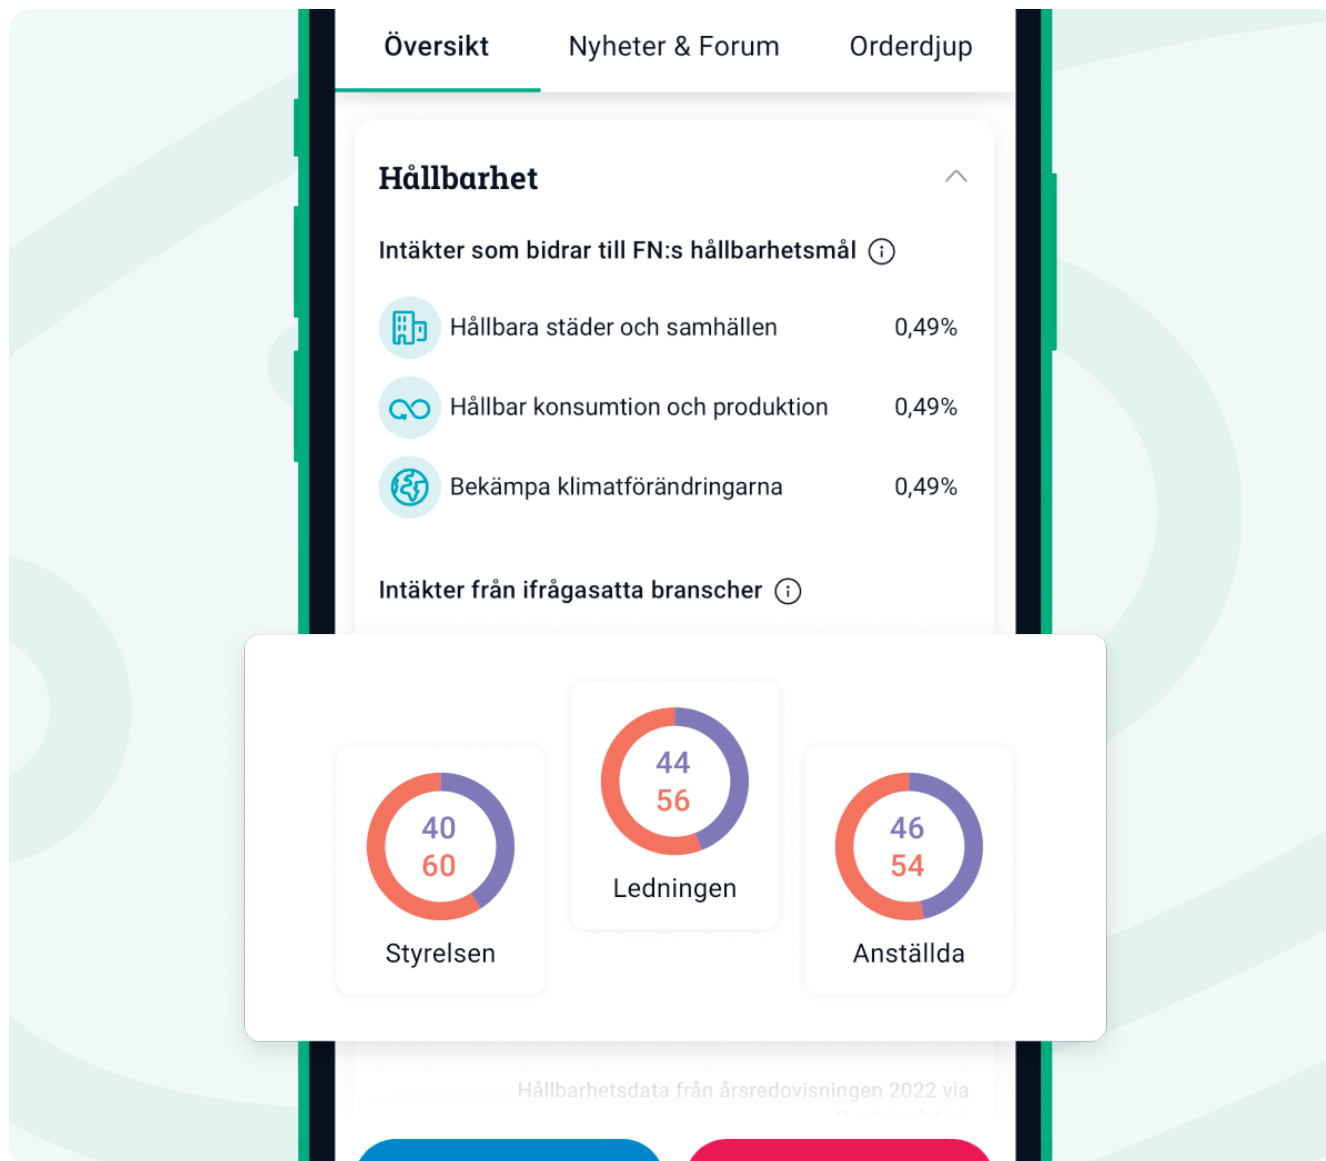 Översikt Nyheter & Forum Orderdjup
Hållbarhet
Intäkter som bidrar till FN:s hållbarhetsmål
Hållbara städer och samhällen 0,49%
Hållbar konsumtion och produktion 0,49%
Bekämpa klimatförändringarna 0,49%
Intäkter från ifrågasatta branscher
40
60
Styrelsen
44
56
Ledningen
46
54
Anställda
Hållbarhetsdata från årsredovisningen 2022 via